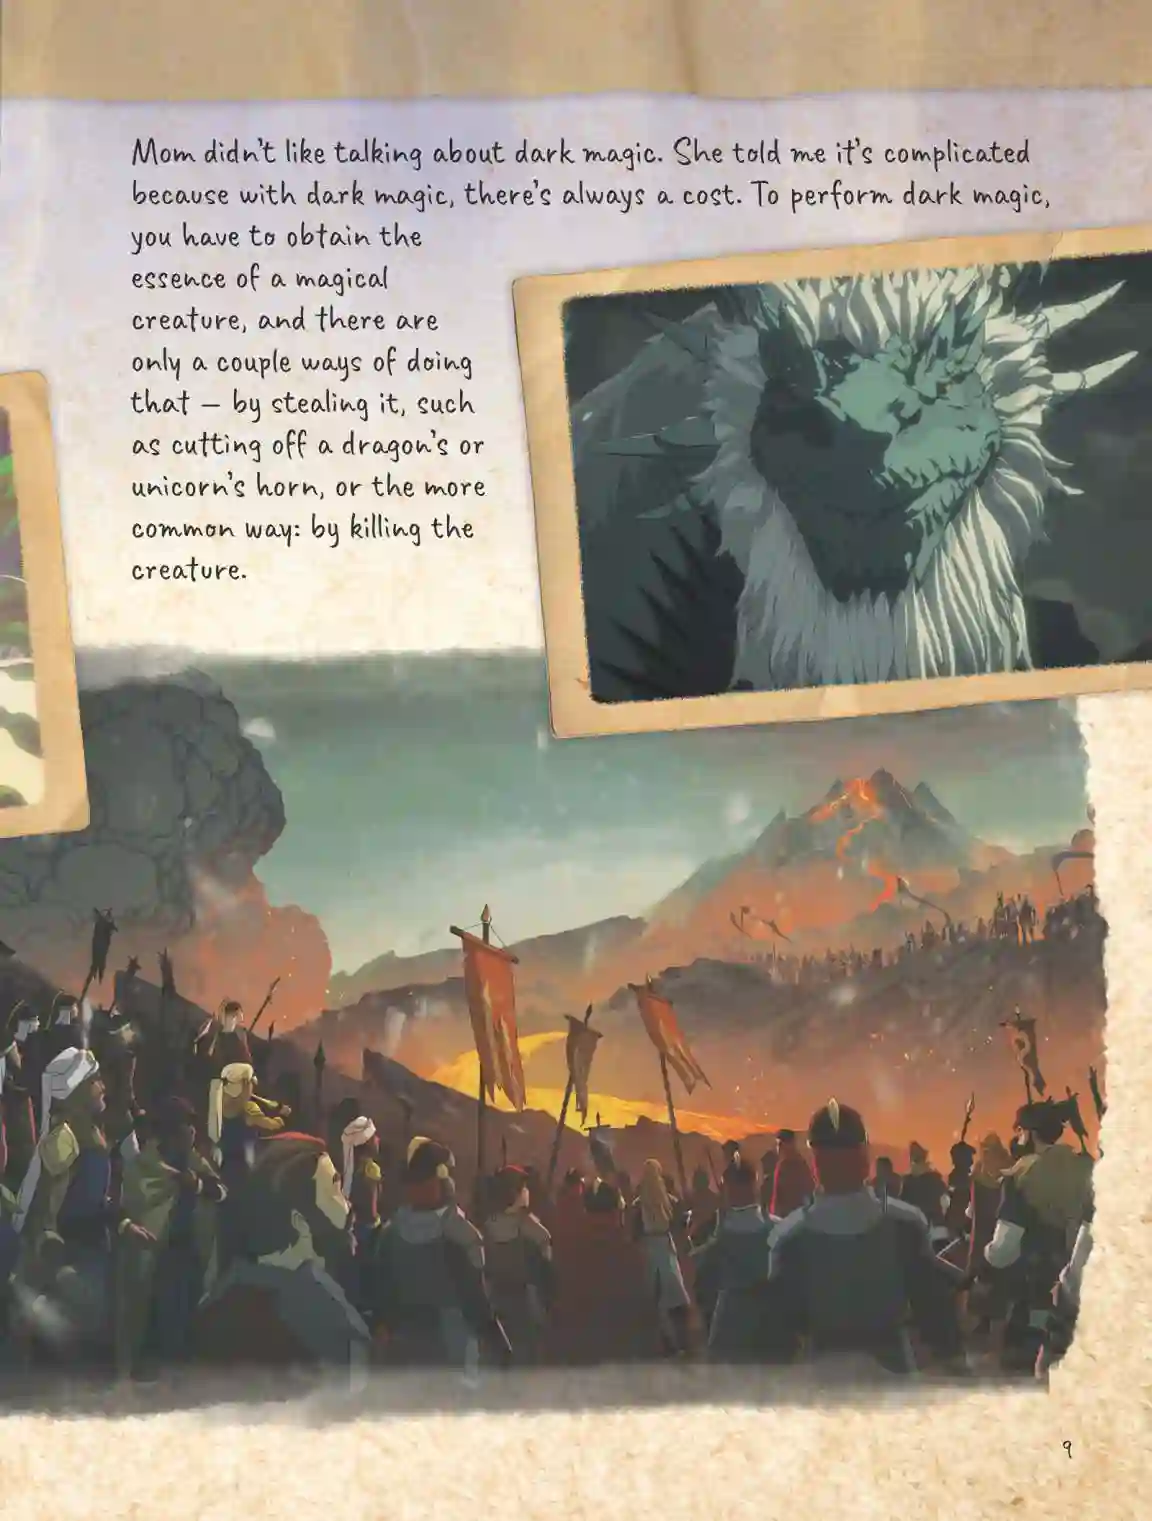 Mom didn't like talking about dark magic. She told me it's complicated
because with dark magic, there's always a cost. To perform dark magic,
you have to obtain the
essence of a magical
creature, and there are
only a couple ways of doing
that — by stealing it, such
as cutting off a dragon's or
unicorn's horn, or the more
common way: by killing the
creature.
9